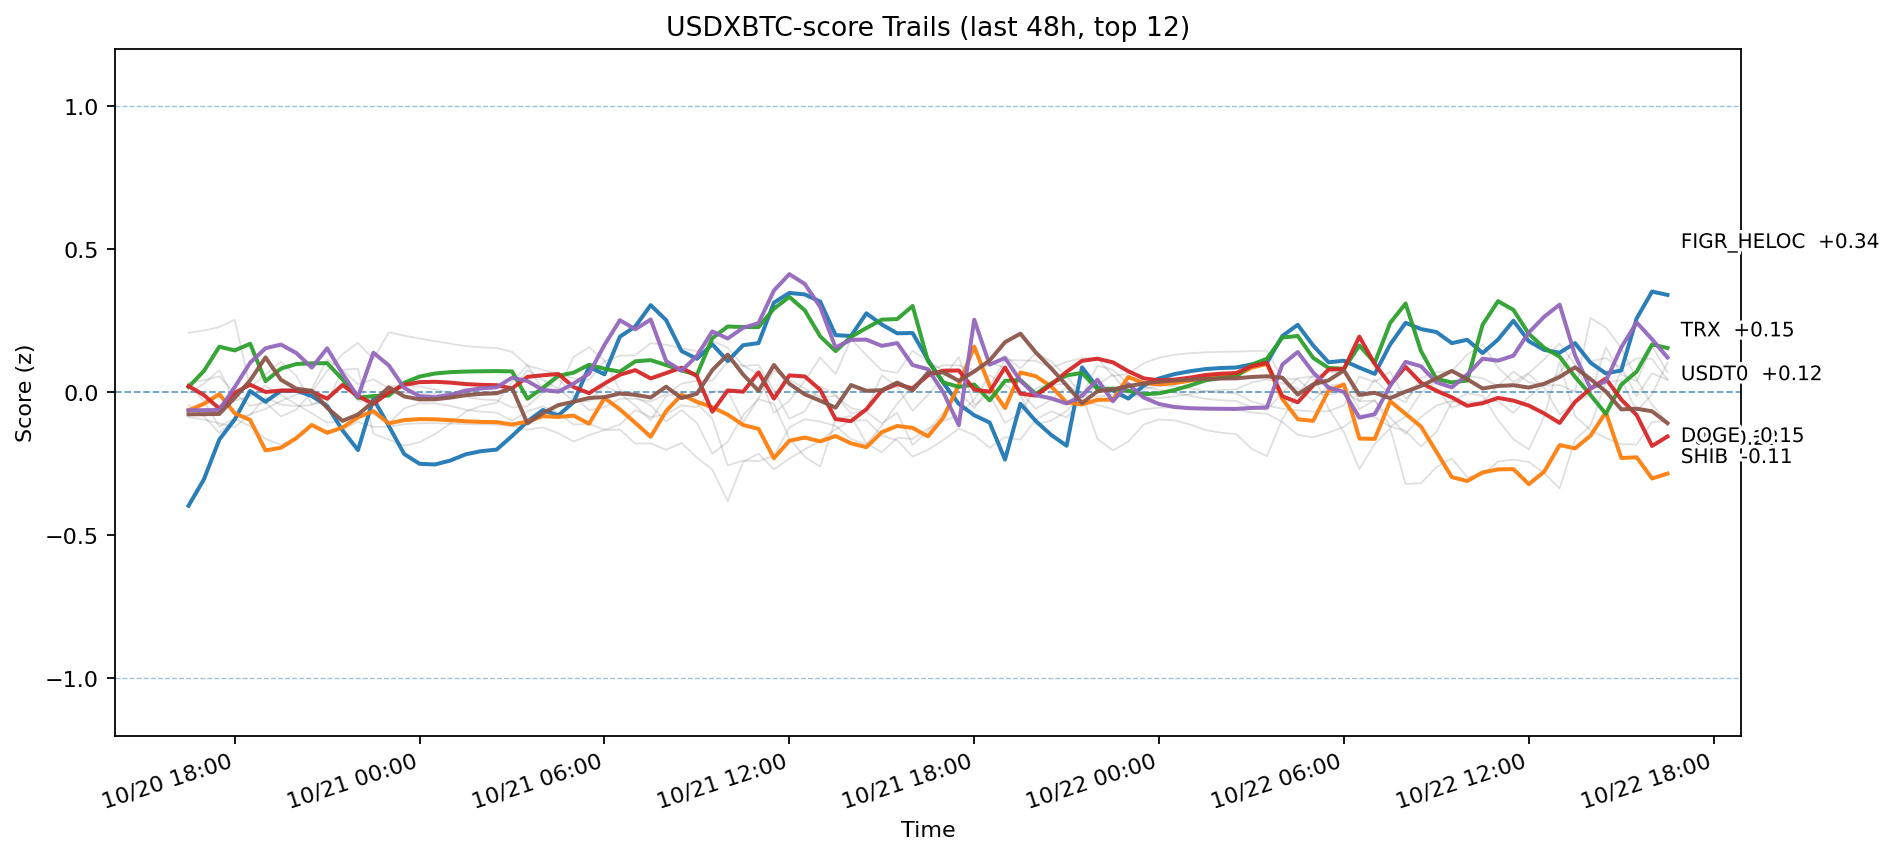 USDXBTC-score Trails (last 48h, top 12)
1.0
0.5
0.0
−0.5
−1.0
Score (z)
FIGR_HELOC +0.34
TRX +0.15
USDT0 +0.12
DOGE -0.15
SHIB -0.11
10/20 18:00
10/21 00:00
10/21 06:00
10/21 12:00
10/21 18:00
10/22 00:00
10/22 06:00
10/22 12:00
10/22 18:00
Time